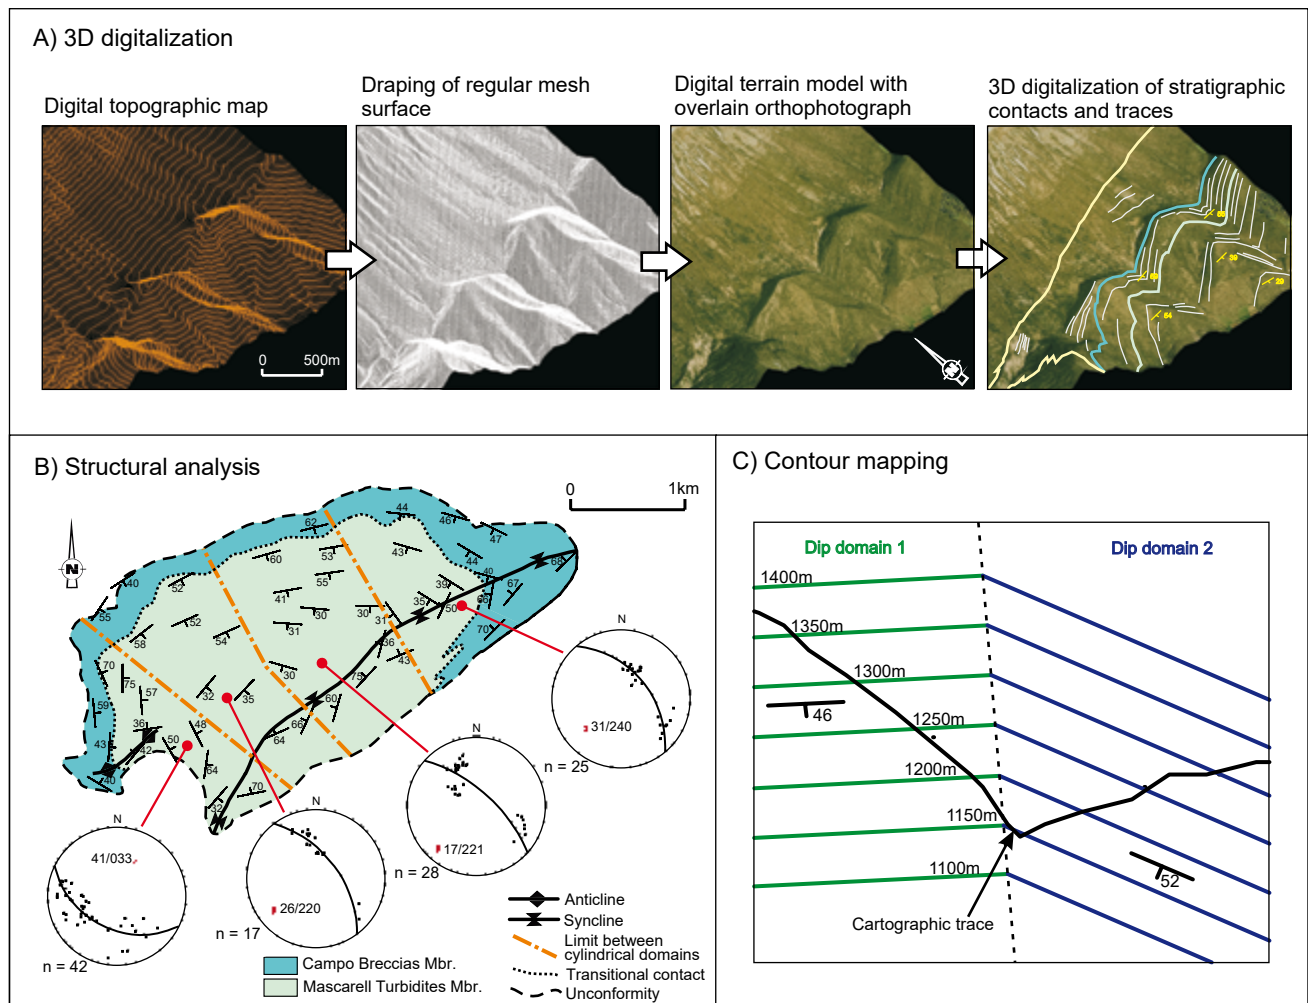 A) 3D digitalization
Digital topographic map
Draping of regular mesh
surface
Digital terrain model with
overlain orthophotograph
3D digitalization of stratigraphic
contacts and traces
0 500m
N
39
29
64
B) Structural analysis
0 1km
N
62
44
46
47
60
53
43
44
40
68
67
66
70
40
52
55
58
52
54
41
55
30
31
30
31
39
35
50
36
43
75
60
66
64
30
35
32
70
75
57
59
36
42
43
40
50
48
64
32
70
N
31/240
n = 25
N
17/221
n = 28
N
26/220
n = 17
N
41/033
n = 42
Anticline
Syncline
Limit between
cylindrical domains
Transitional contact
Unconformity
Campo Breccias Mbr.
Mascarell Turbidites Mbr.
C) Contour mapping
Dip domain 1
Dip domain 2
1400m
1350m
1300m
1250m
1200m
1150m
1100m
46
52
Cartographic trace